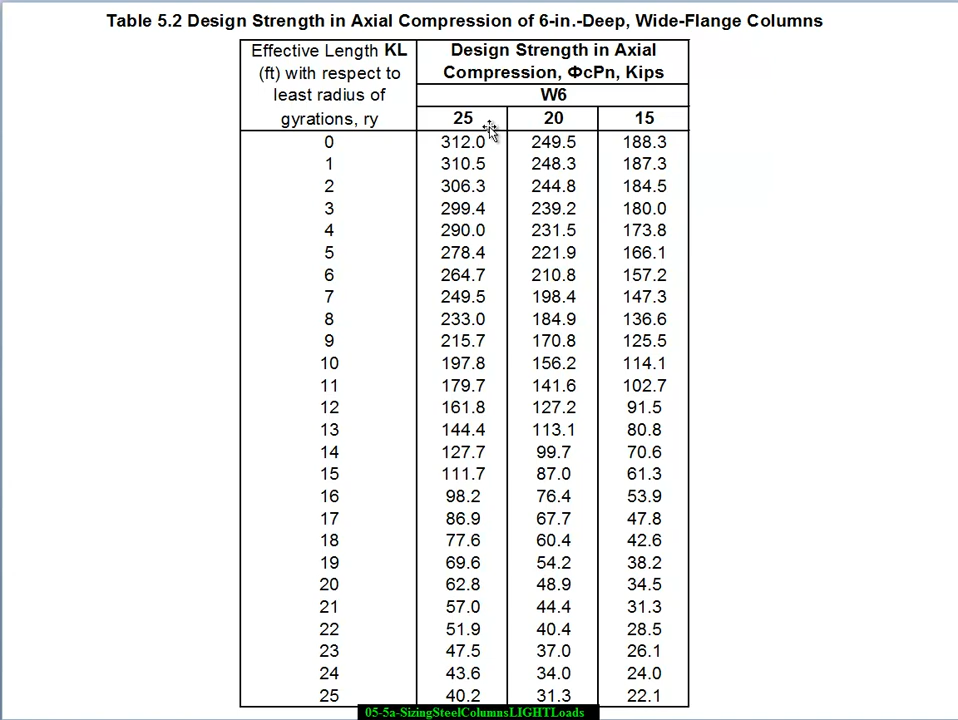 Table 5.2 Design Strength in Axial Compression of 6-in.-Deep, Wide-Flange Columns
Effective Length KL
(ft) with respect to
least radius of
gyrations, ry
Design Strength in Axial
Compression, ΦcPn, Kips
W6
25 20 15
0 312.0 249.5 188.3
1 310.5 248.3 187.3
2 306.3 244.8 184.5
3 299.4 239.2 180.0
4 290.0 231.5 173.8
5 278.4 221.9 166.1
6 264.7 210.8 157.2
7 249.5 198.4 147.3
8 233.0 184.9 136.6
9 215.7 170.8 125.5
10 197.8 156.2 114.1
11 179.7 141.6 102.7
12 161.8 127.2 91.5
13 144.4 113.1 80.8
14 127.7 99.7 70.6
15 111.7 87.0 61.3
16 98.2 76.4 53.9
17 86.9 67.7 47.8
18 77.6 60.4 42.6
19 69.6 54.2 38.2
20 62.8 48.9 34.5
21 57.0 44.4 31.3
22 51.9 40.4 28.5
23 47.5 37.0 26.1
24 43.6 34.0 24.0
25 40.2 31.3 22.1
05-5a-SizingSteelColumnsLIGHTLoads